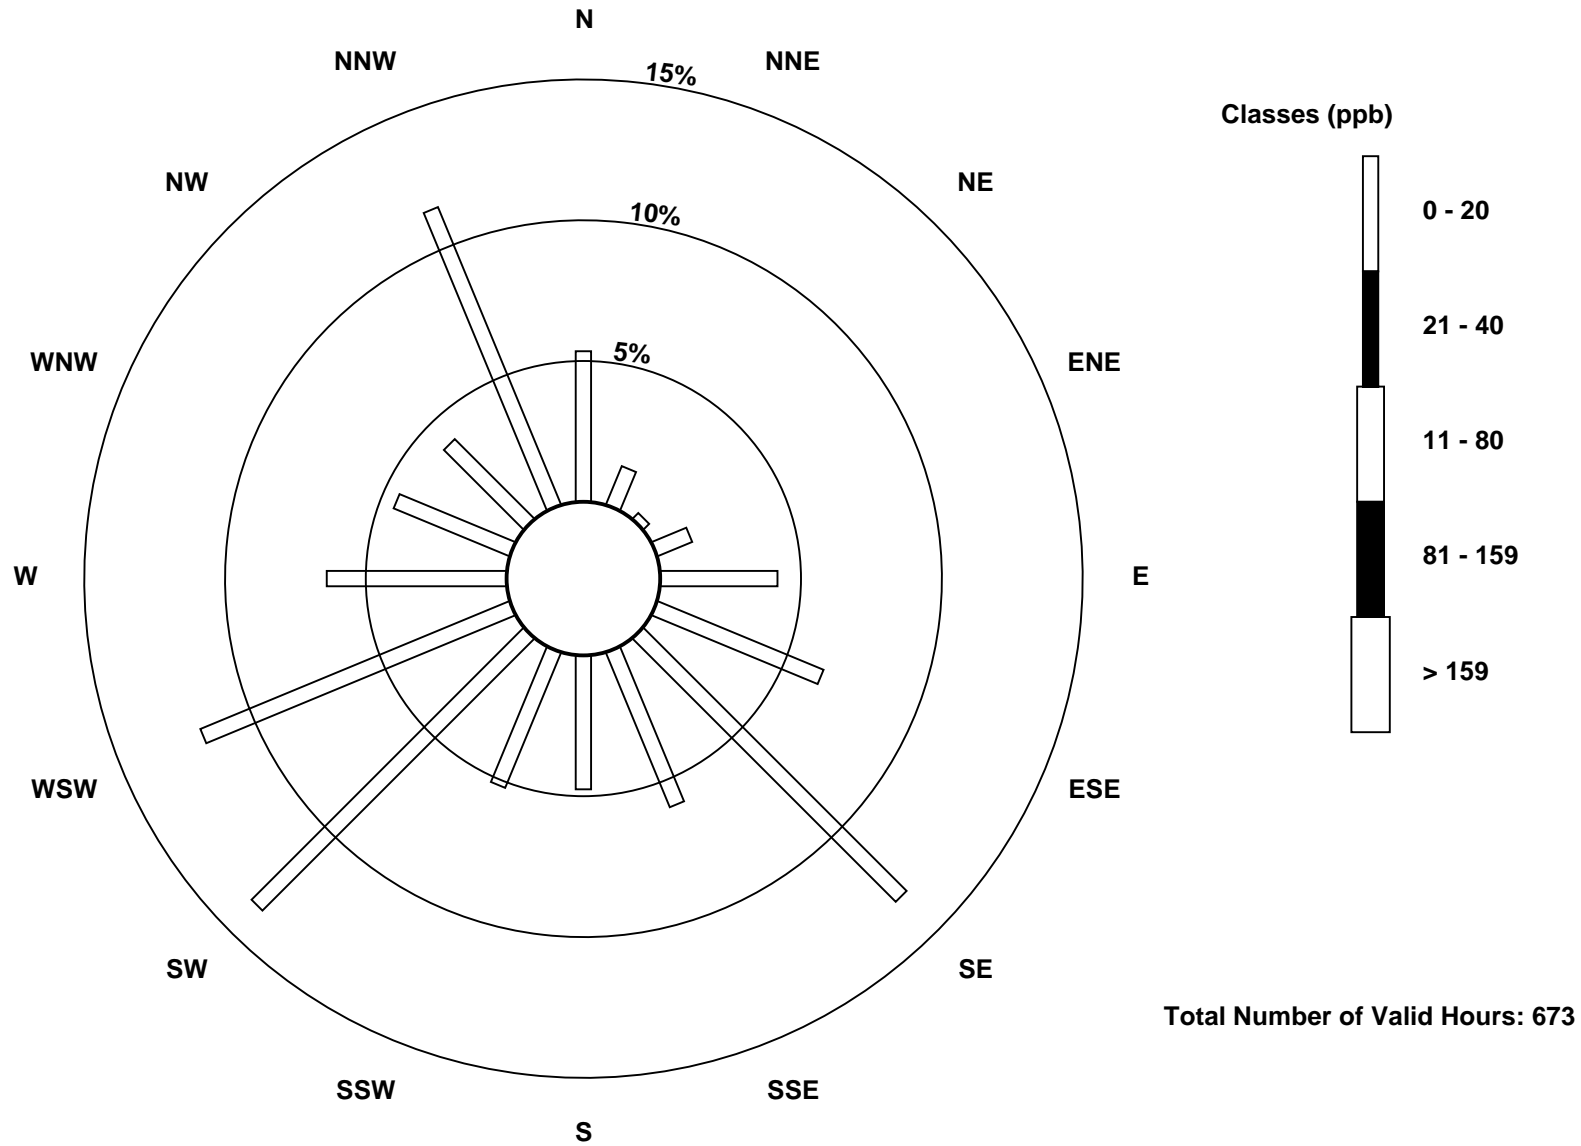 N
NNW
NNE
15%
Classes (ppb)
NW
NE
10%
0 - 20
21 - 40
5%
WNW
ENE
11 - 80
81 - 159
W
E
> 159
WSW
ESE
SW
SE
Total Number of Valid Hours: 673
SSW
SSE
S